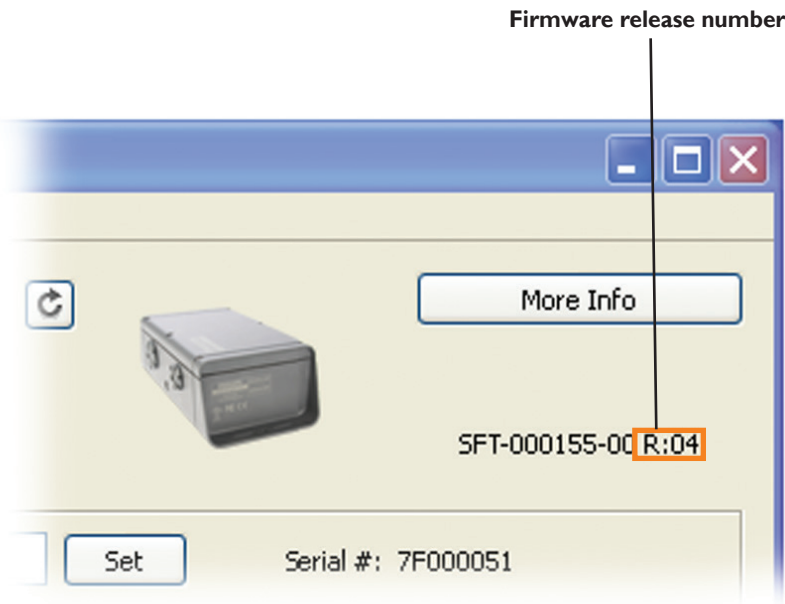 Firmware release number
More Info
SFT-000155-00 R:04
Set
Serial #: 7F000051